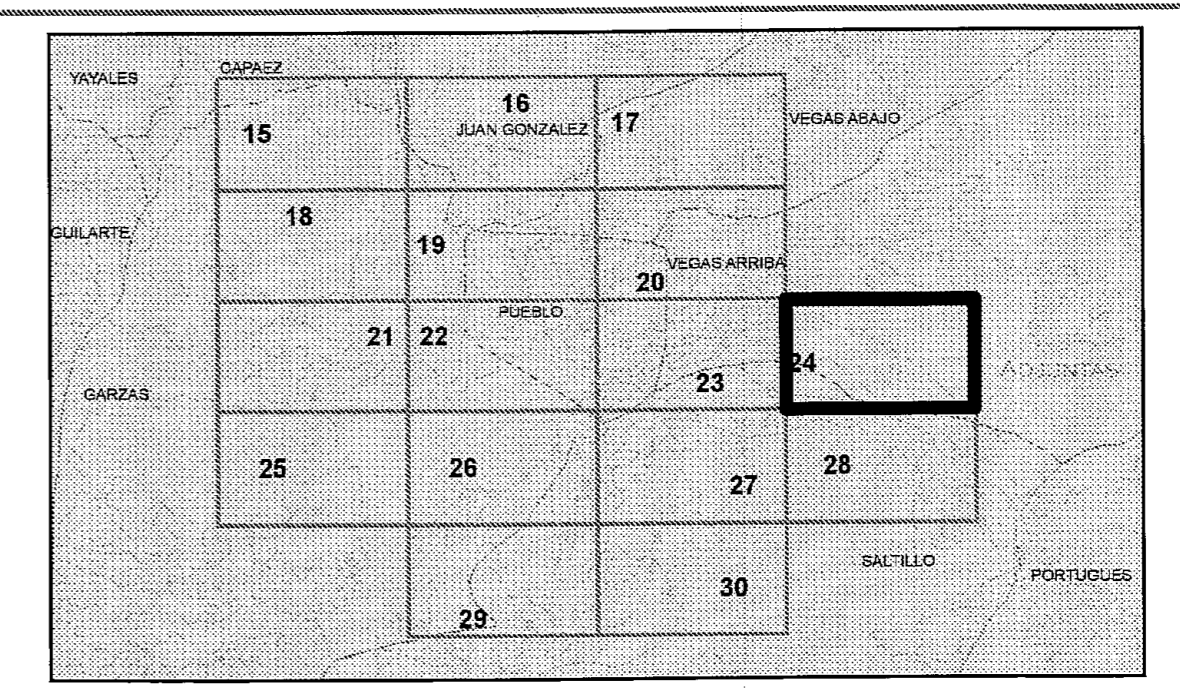 YAYALES
CAPAEZ
16
15
JUAN GONZALEZ
17
VEGAS ABAJO
18
GUILARTE
19
VEGAS ARRIBA
20
PUEBLO
21
22
24
23
ADJUNTAS
GARZAS
25
26
27
28
SALTILLO
PORTUGUES
30
29